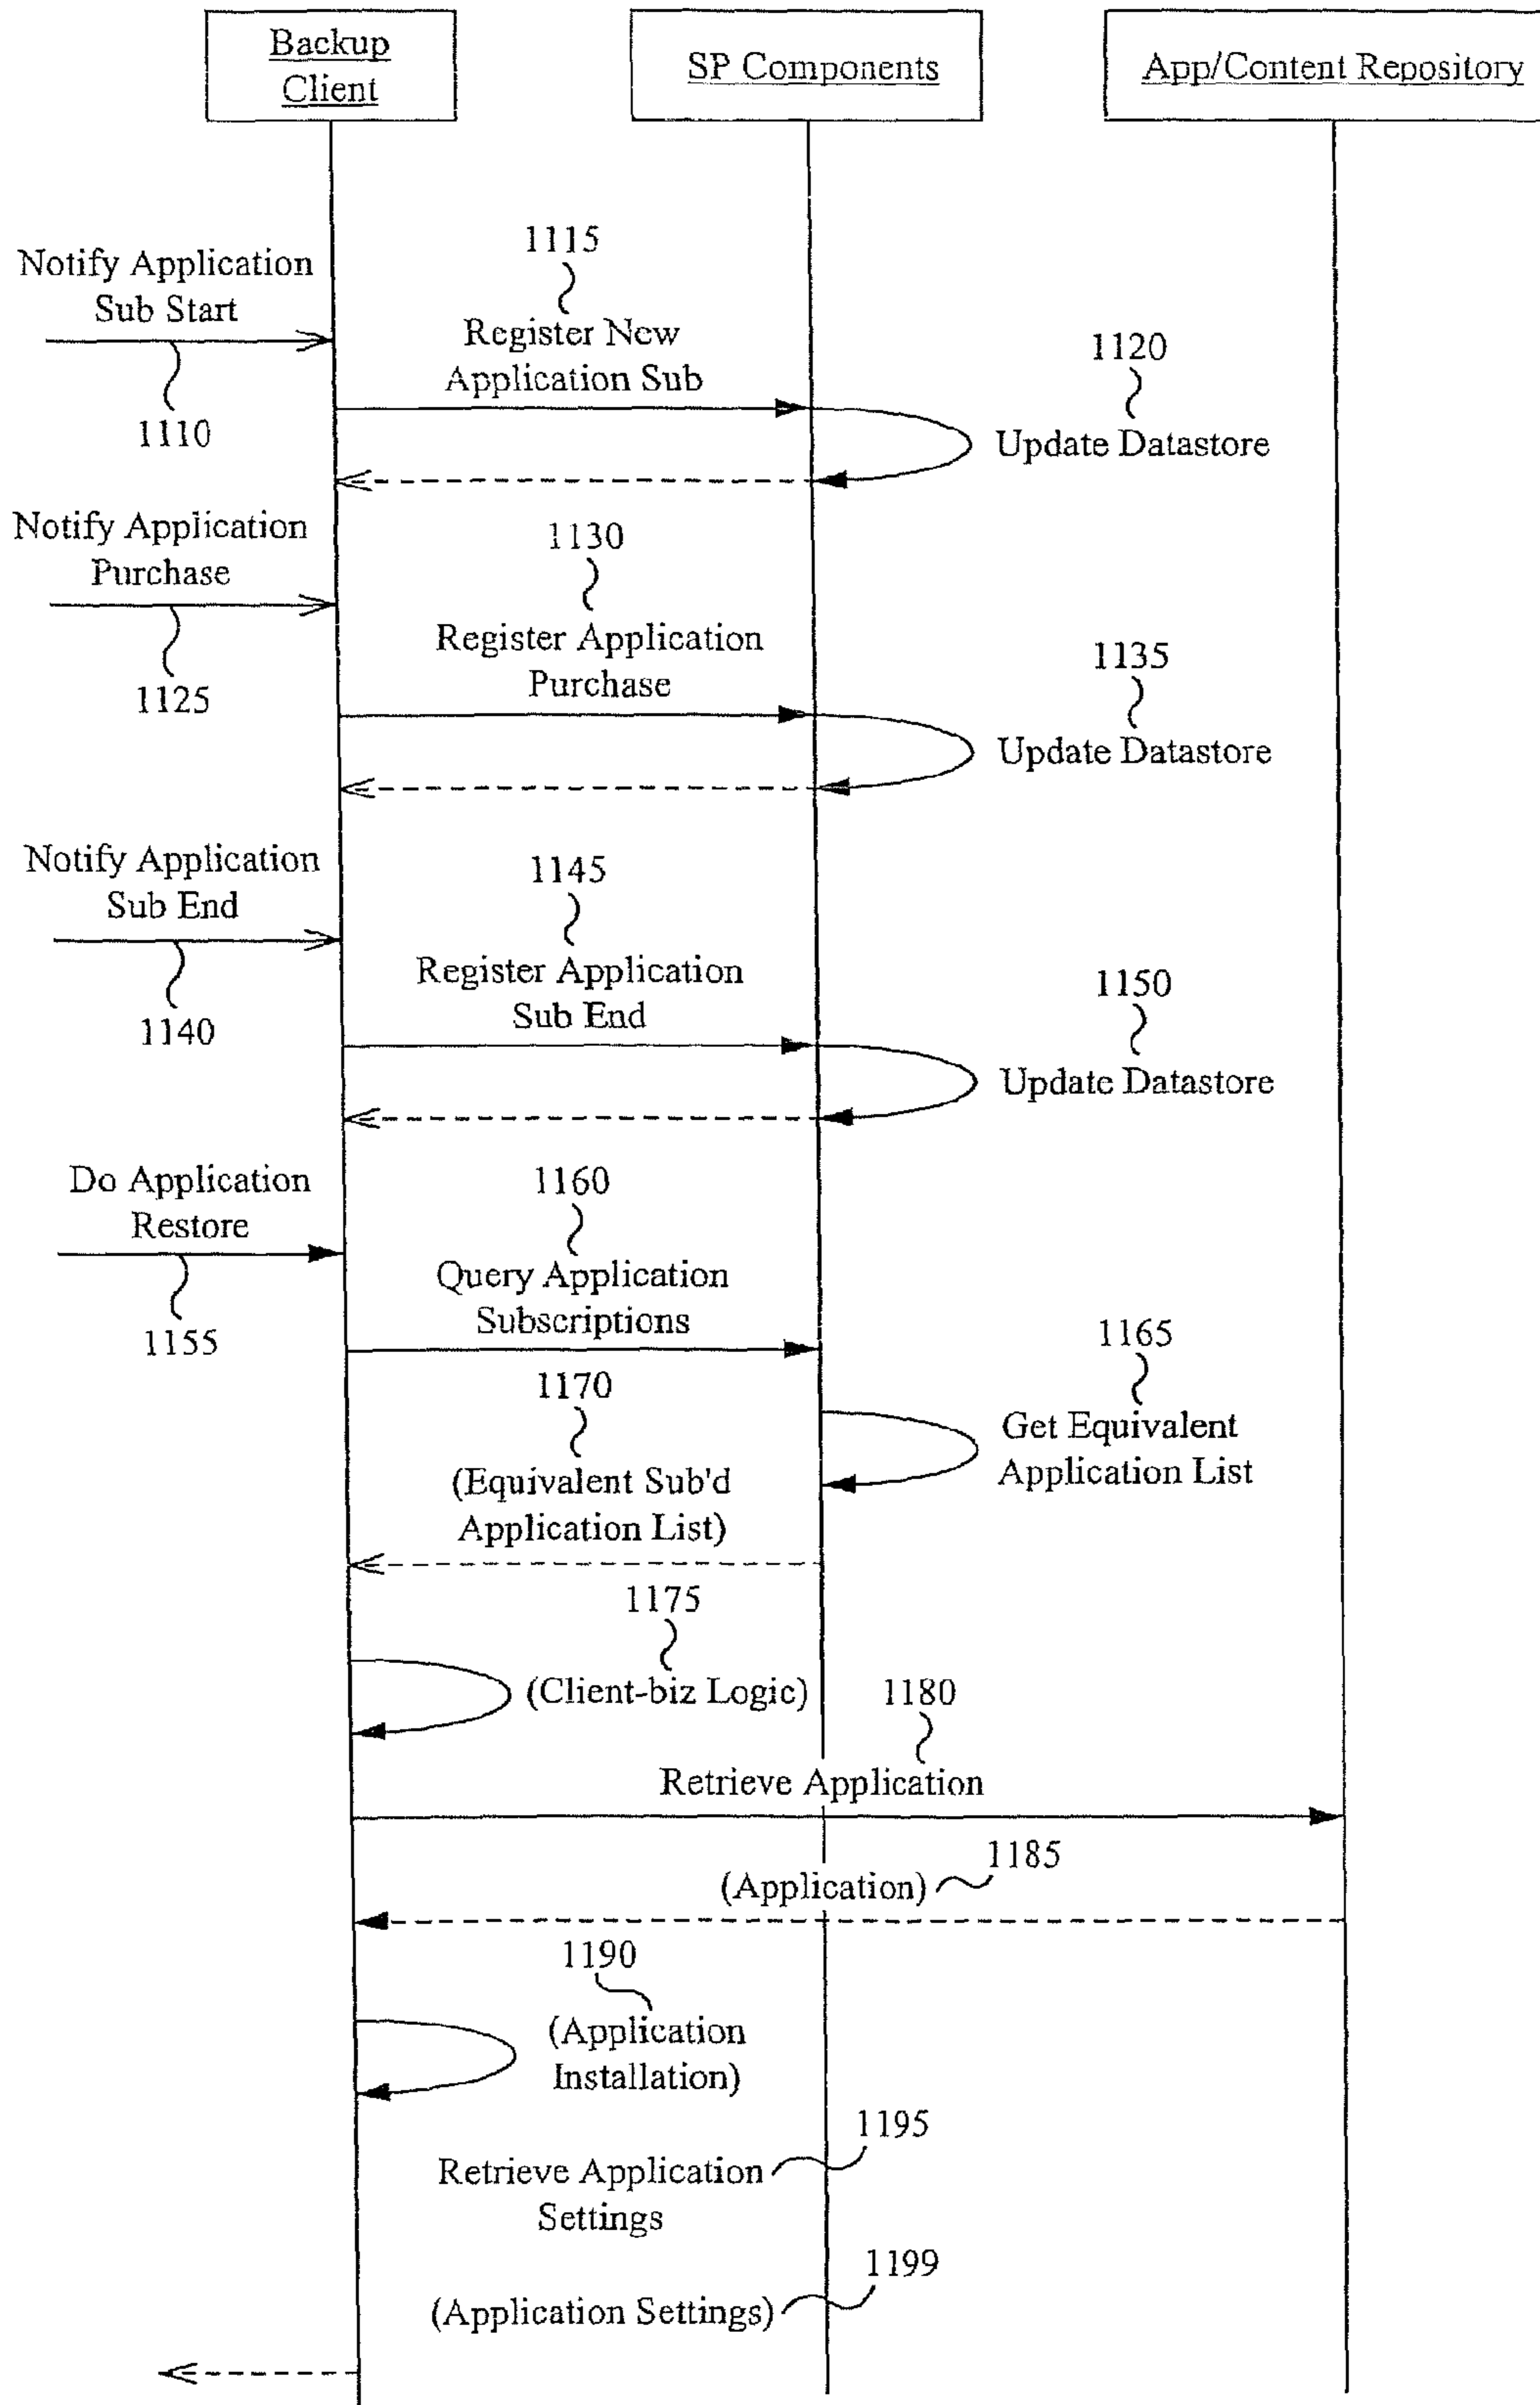 Backup
Client
SP Components
App/Content Repository
Notify Application
Sub Start
1110
1115
Register New
Application Sub
1120
Update Datastore
Notify Application
Purchase
1125
1130
Register Application
Purchase
1135
Update Datastore
Notify Application
Sub End
1140
1145
Register Application
Sub End
1150
Update Datastore
Do Application
Restore
1155
1160
Query Application
Subscriptions
1165
Get Equivalent
Application List
1170
(Equivalent Sub'd
Application List)
1175
(Client-biz Logic)
1180
Retrieve Application
1185
(Application)
1190
(Application
Installation)
1195
Retrieve Application
Settings
1199
(Application Settings)